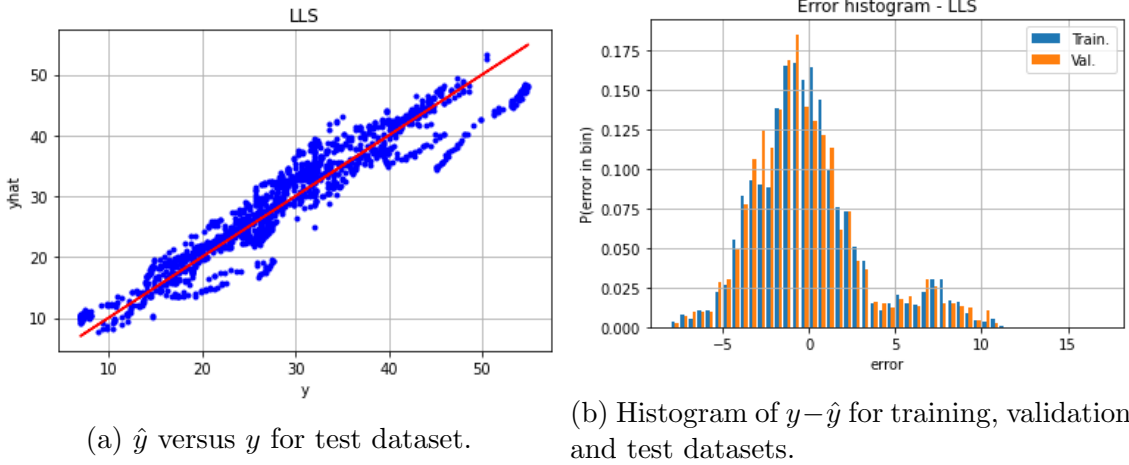 LLS
yhat
50
40
30
20
10
10 20 30 40 50
y
(a) ŷ versus y for test dataset.
Error histogram - LLS
P(error in bin)
0.175
0.150
0.125
0.100
0.075
0.050
0.025
0.000
−5 0 5 10 15
error
Train.
Val.
(b) Histogram of y−ŷ for training, validation
and test datasets.